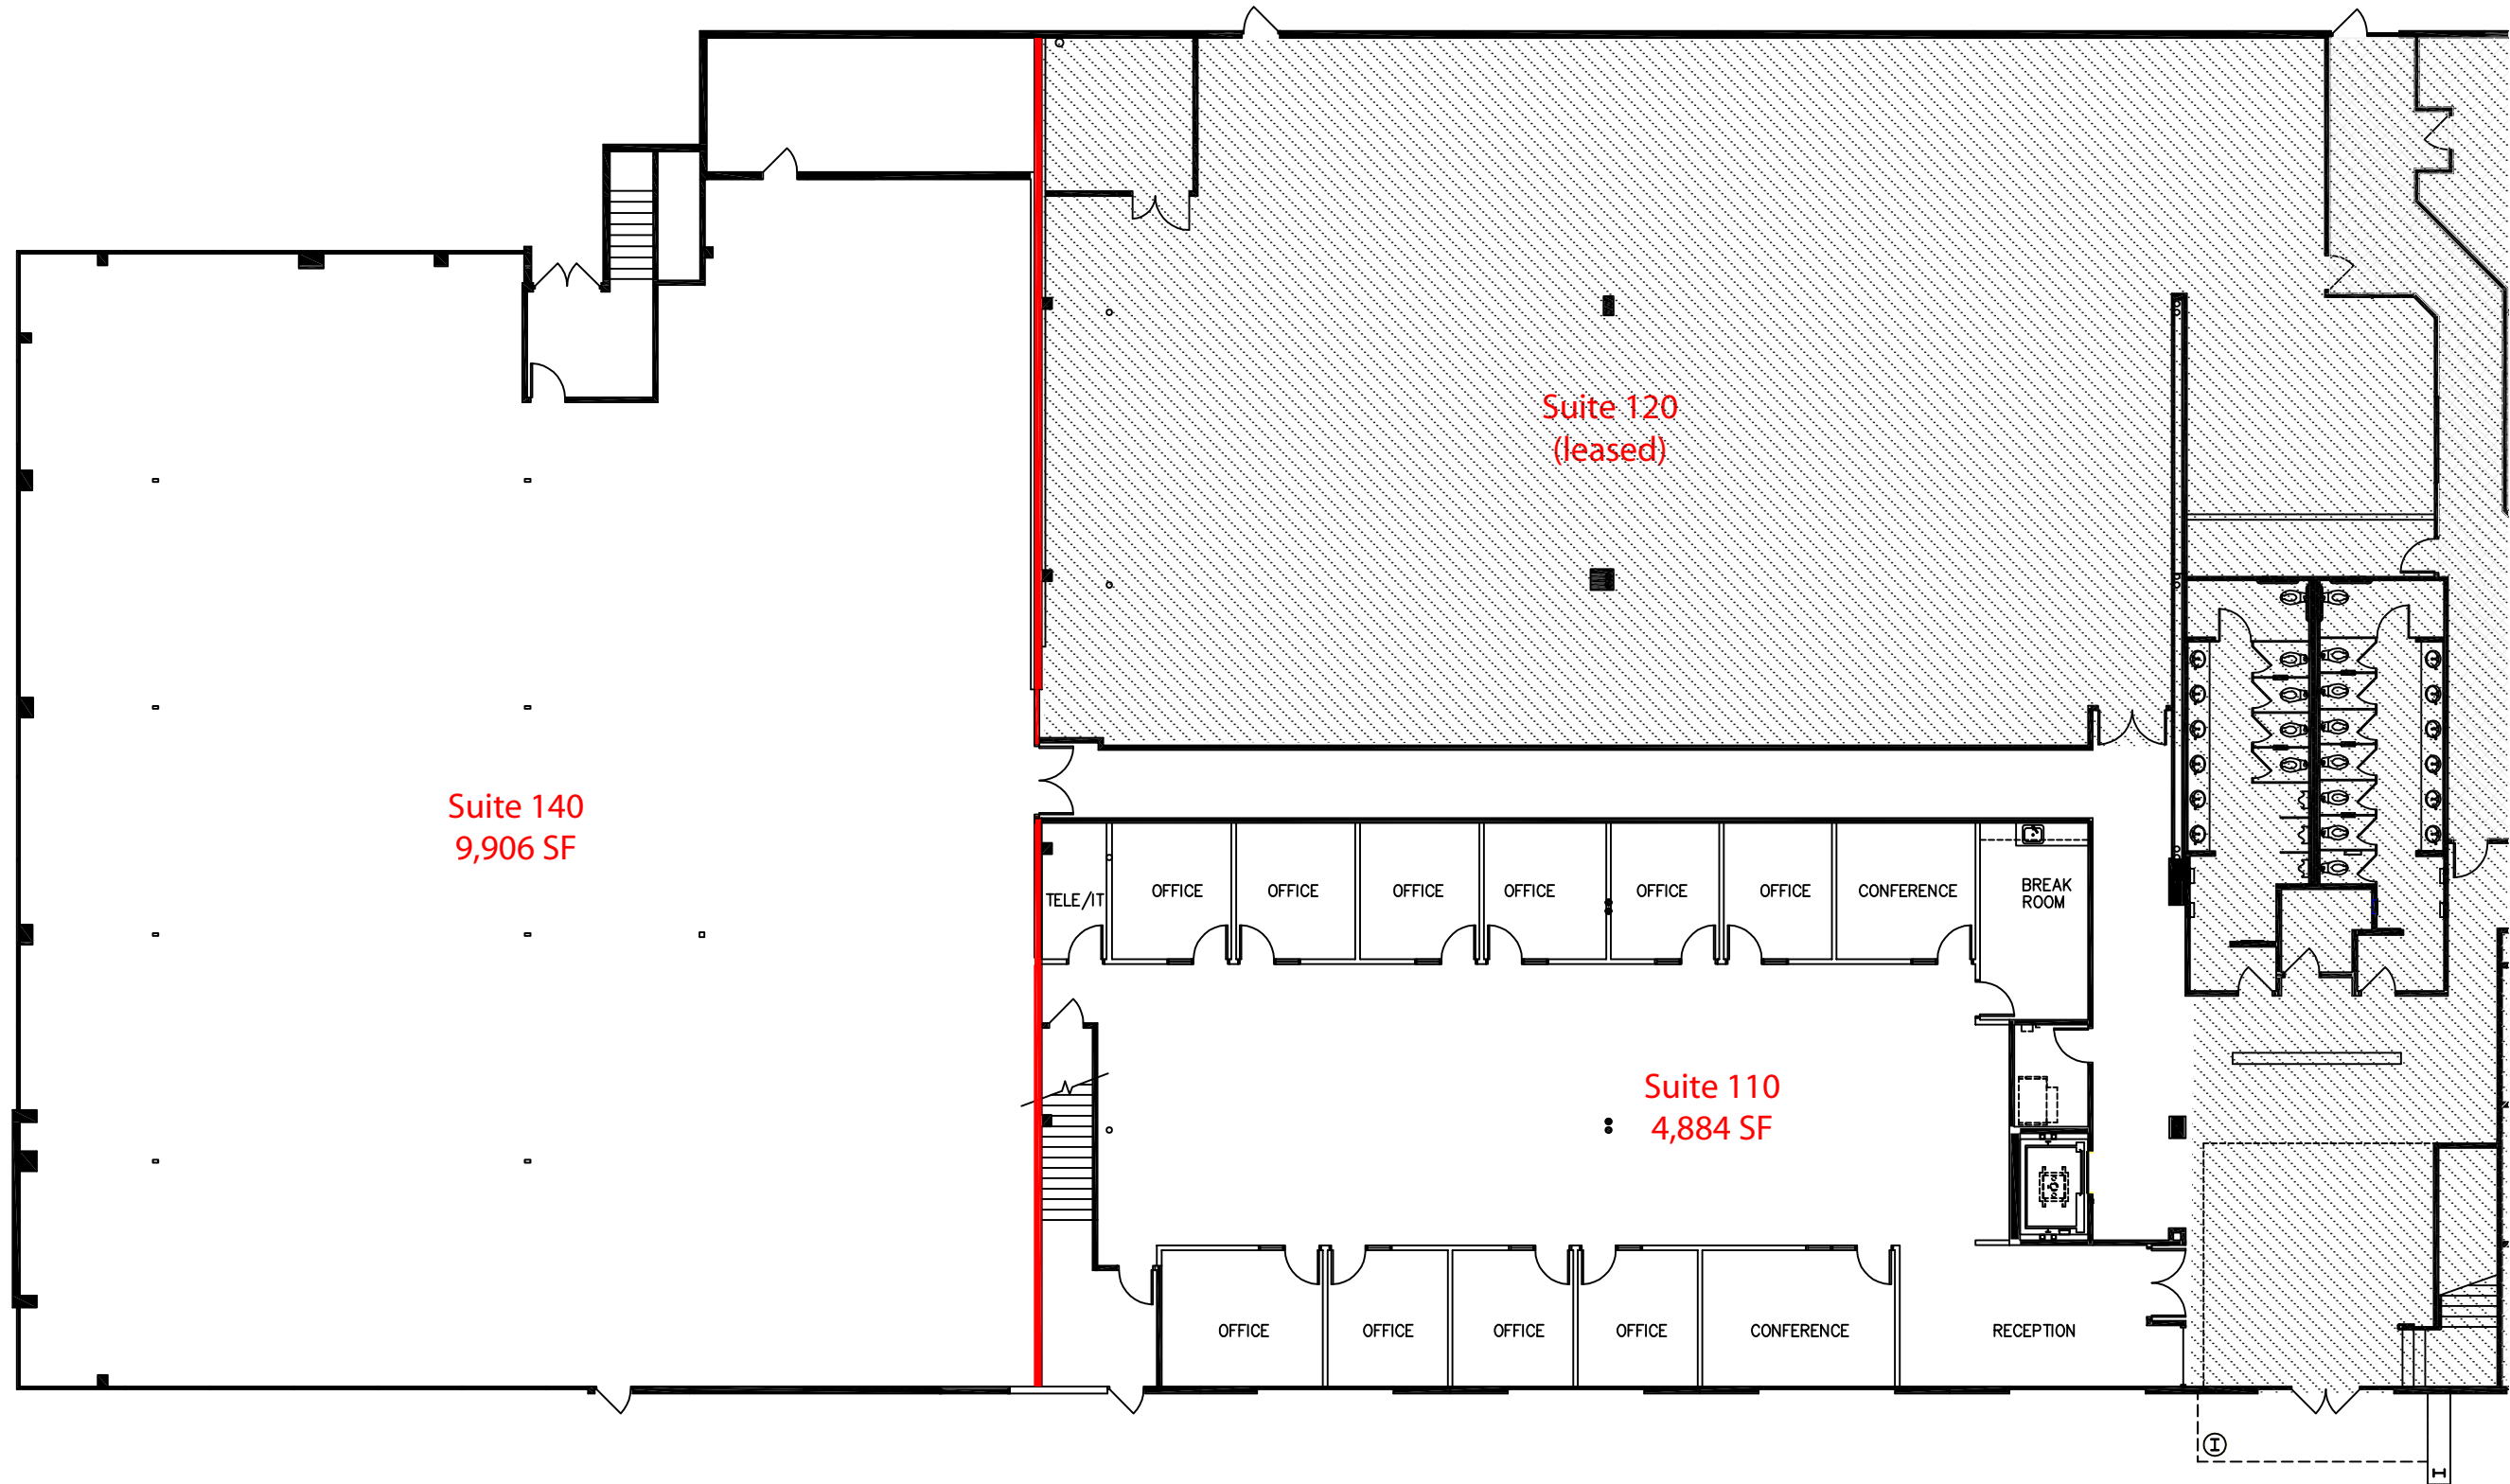 Suite 120
(leased)
Suite 140
9,906 SF
TELE/IT
OFFICE
OFFICE
OFFICE
OFFICE
OFFICE
OFFICE
CONFERENCE
BREAK
ROOM
Suite 110
4,884 SF
OFFICE
OFFICE
OFFICE
OFFICE
CONFERENCE
RECEPTION